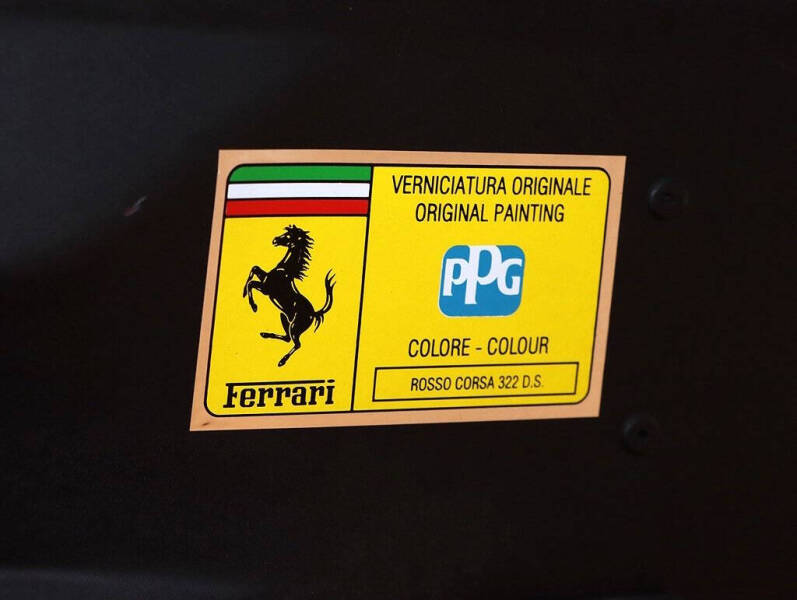 VERNICIATURA ORIGINALE
ORIGINAL PAINTING
PPG
COLORE - COLOUR
ROSSO CORSA 322 D.S.
Ferrari